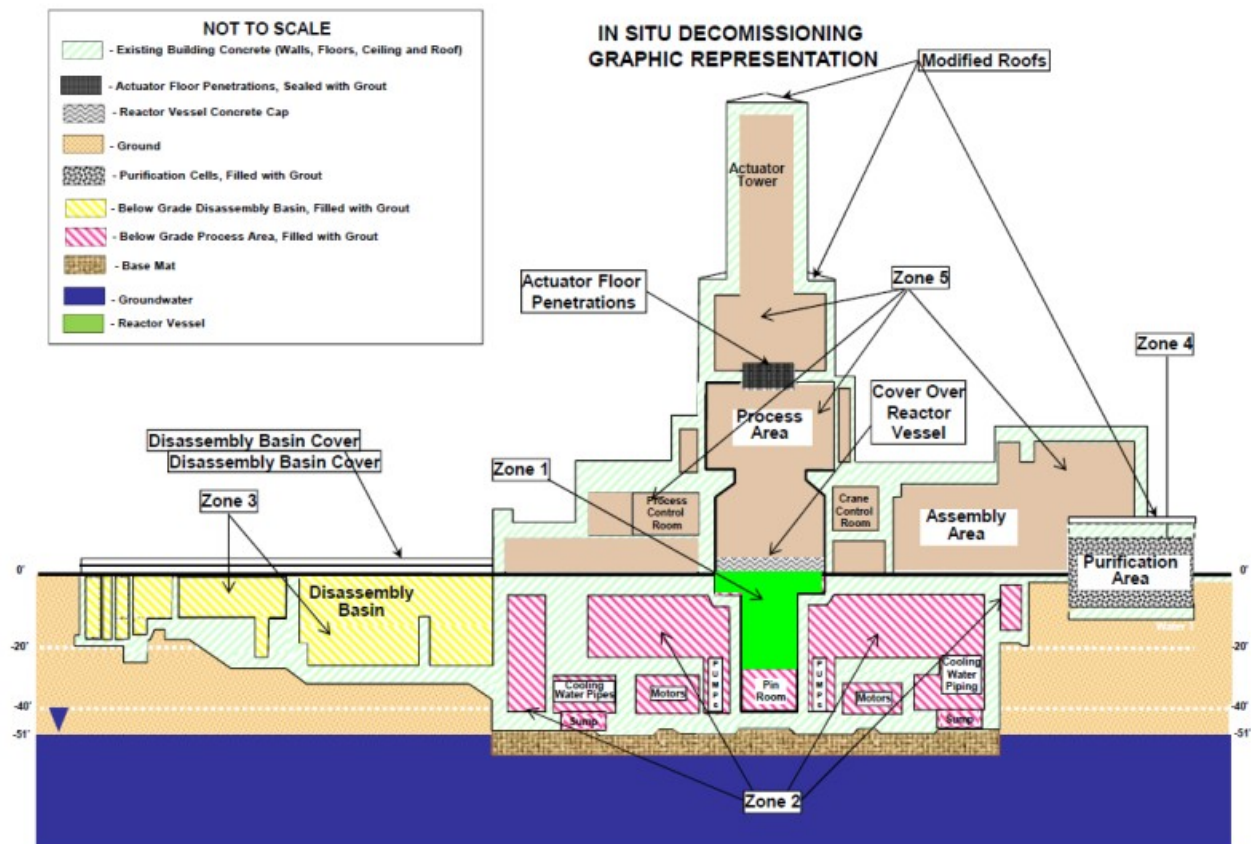 NOT TO SCALE
- Existing Building Concrete (Walls, Floors, Ceiling and Roof)
- Actuator Floor Penetrations, Sealed with Grout
- Reactor Vessel Concrete Cap
- Ground
- Purification Cells, Filled with Grout
- Below Grade Disassembly Basin, Filled with Grout
- Below Grade Process Area, Filled with Grout
- Base Mat
- Groundwater
- Reactor Vessel
IN SITU DECOMISSIONING
GRAPHIC REPRESENTATION
Modified Roofs
Actuator
Tower
Actuator Floor
Penetrations
Zone 5
Zone 4
Cover Over
Reactor
Vessel
Process
Area
Disassembly Basin Cover
Disassembly Basin Cover
Zone 1
Zone 3
Process
Control
Room
Crane
Control
Room
Assembly
Area
Purification
Area
0'
0'
Disassembly
Basin
Water
-20'
-20'
Cooling
Water Pipes
Motors
PUMPS
Pin
Room
PUMPS
Motors
Cooling
Water
Piping
Sump
Sump
-40'
-40'
-51'
-51'
Zone 2